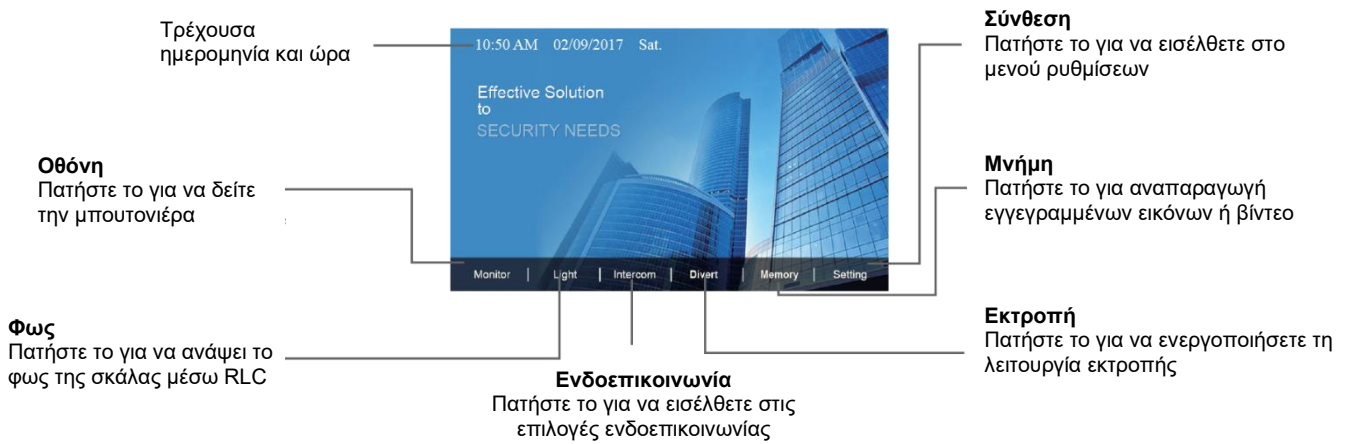 Τρέχουσα
ημερομηνία και ώρα
10:50 AM 02/09/2017 Sat.
Effective Solution
to
SECURITY NEEDS
Σύνθεση
Πατήστε το για να εισέλθετε στο
μενού ρυθμίσεων
Οθόνη
Πατήστε το για να δείτε
την μπουτονιέρα
Μνήμη
Πατήστε το για αναπαραγωγή
εγγεγραμμένων εικόνων ή βίντεο
Monitor | Light | Intercom | Divert | Memory | Setting
Φως
Πατήστε το για να ανάψει το
φως της σκάλας μέσω RLC
Ενδοεπικοινωνία
Πατήστε το για να εισέλθετε στις
επιλογές ενδοεπικοινωνίας
Εκτροπή
Πατήστε το για να ενεργοποιήσετε τη
λειτουργία εκτροπής